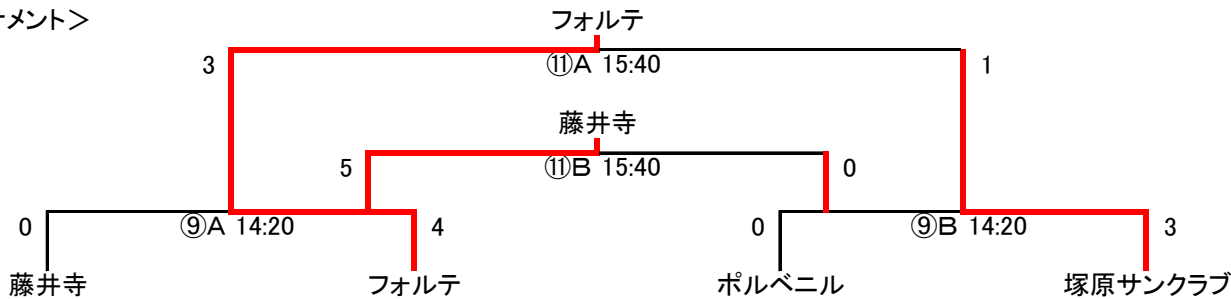 ナメント＞
フォルテ
3 ⑪A 15:40 1
藤井寺
5 ⑪B 15:40 0
0 ⑨A 14:20 4 0 ⑨B 14:20 3
藤井寺 フォルテ ポルベニル 塚原サンクラブ